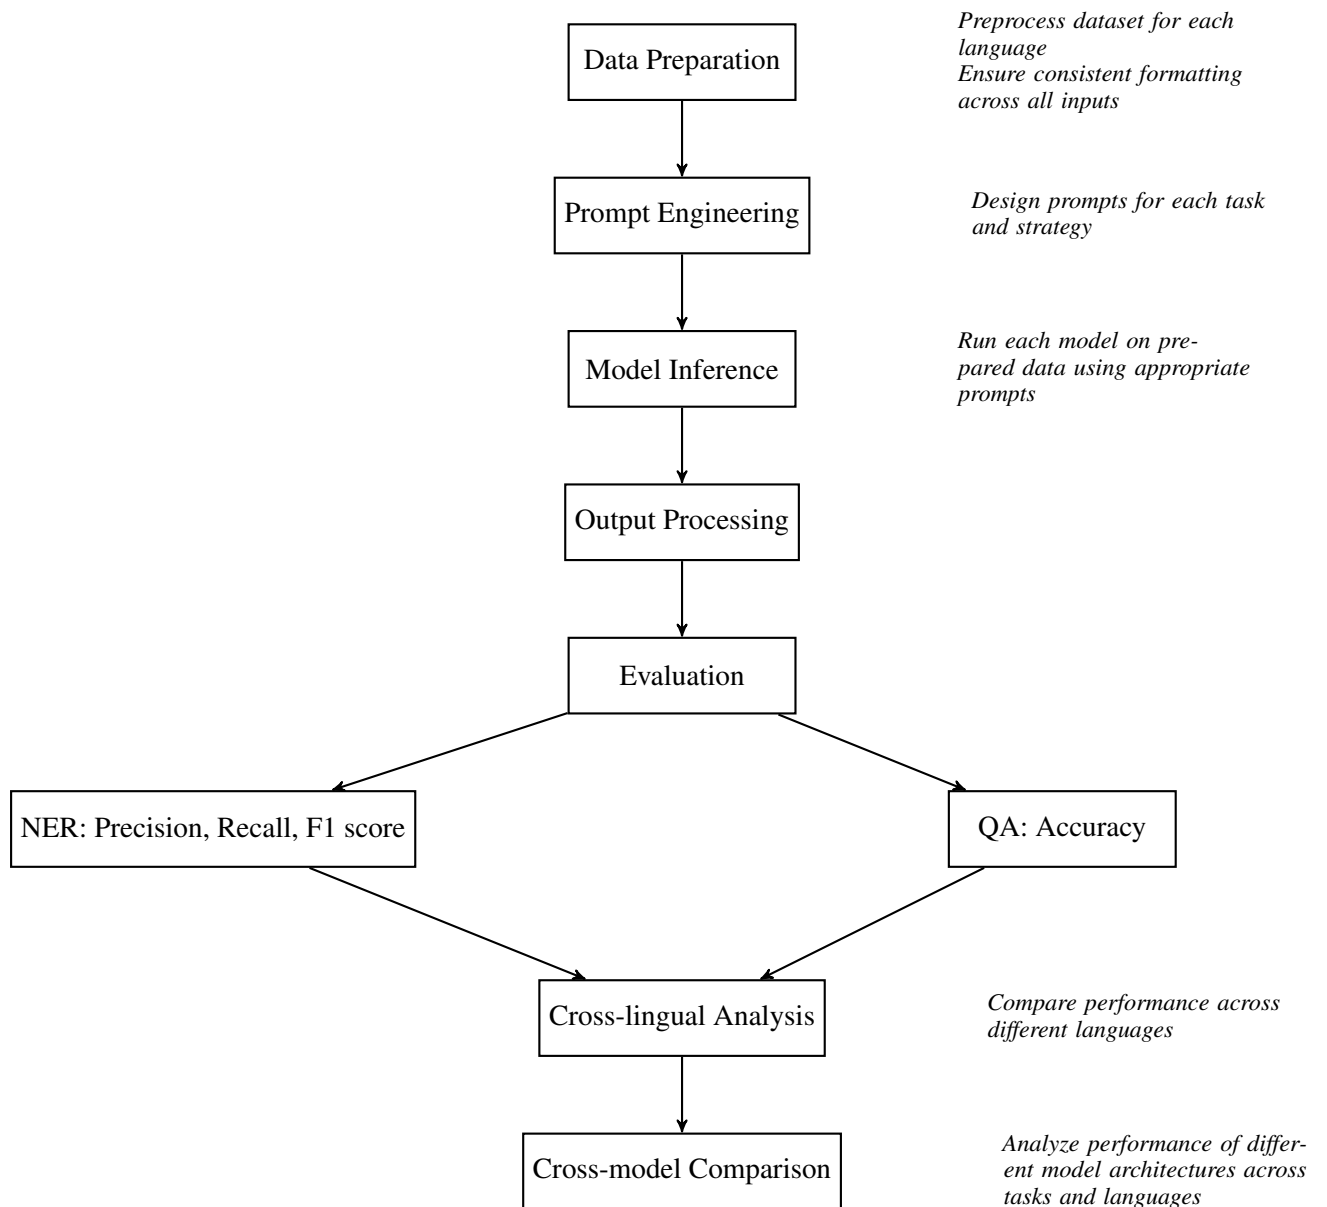 Data Preparation
Preprocess dataset for each
language
Ensure consistent formatting
across all inputs
Prompt Engineering
Design prompts for each task
and strategy
Model Inference
Run each model on pre-
pared data using appropriate
prompts
Output Processing
Evaluation
NER: Precision, Recall, F1 score
QA: Accuracy
Cross-lingual Analysis
Compare performance across
different languages
Cross-model Comparison
Analyze performance of differ-
ent model architectures across
tasks and languages